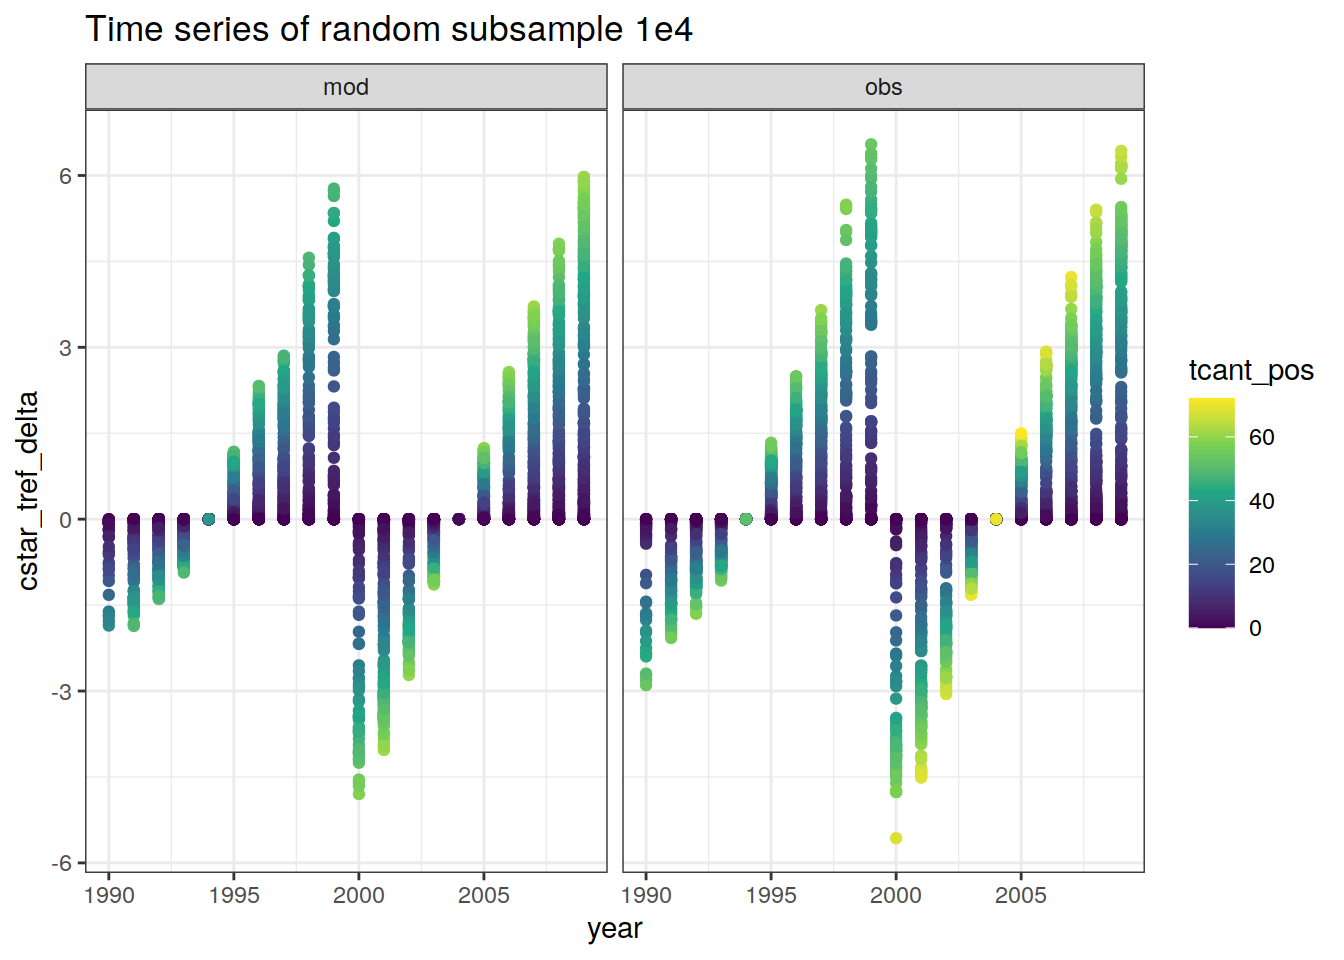 Time series of random subsample 1e4
mod
obs
cstar_tref_delta
6
3
0
-3
-6
1990
1995
2000
2005
1990
1995
2000
2005
year
tcant_pos
60
40
20
0